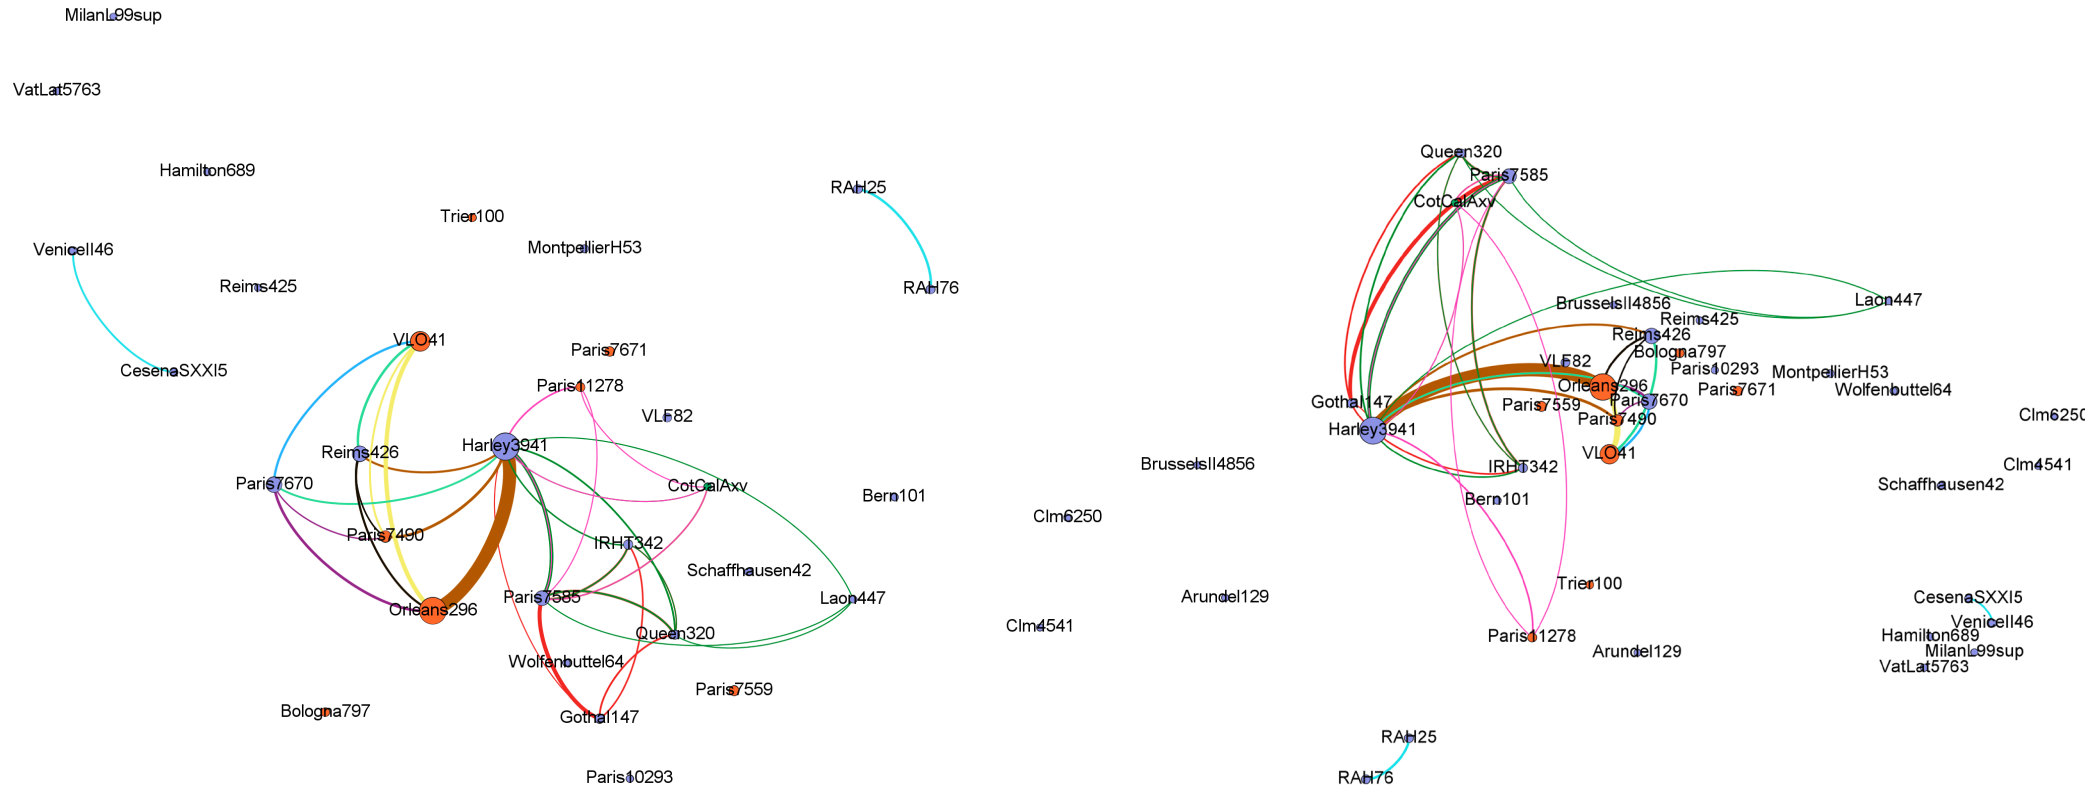 MilanL99sup
VatLat5763
Hamilton689
Trier100
RAH25
VeniceII46
MontpellierH53
Reims425
RAH76
VLO41
Paris7671
CesenaSXXI5
Paris11278
VLF82
Harley3941
Reims426
Paris7670
CotCalAxv
Bern101
Paris7490
Clm6250
IRHT342
Schaffhausen42
Paris7585
Laon447
Orleans296
Clm4541
Queen320
Wolfenbuttel64
Paris7559
Bologna797
GothaI147
Paris10293
Queen320
Paris7585
CotCalAxv
Laon447
BrusselsII4856
Reims425
Reims426
Bologna797
VLF82
Paris10293
MontpellierH53
Orleans296
Paris7671
Wolfenbuttel64
GothaI147
Paris7559
Paris7670
Clm6250
Paris7490
Harley3941
VLO41
BrusselsII4856
IRHT342
Clm4541
Schaffhausen42
Bern101
Trier100
Arundel129
CesenaSXXI5
VeniceII46
Paris11278
Hamilton689
Arundel129
MilanL99sup
VatLat5763
RAH25
RAH76